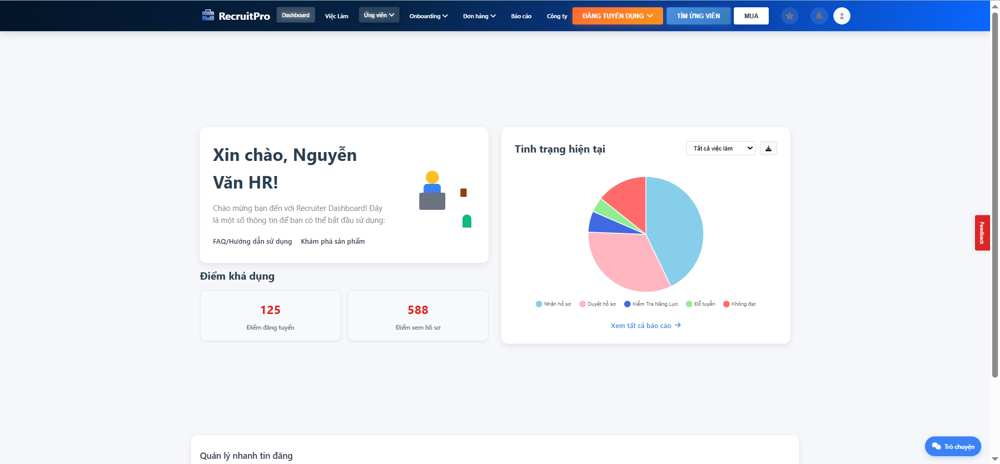 RecruitPro
Dashboard
Việc Làm
Ứng viên
Onboarding
Đơn hàng
Báo cáo
Công ty
ĐĂNG TUYỂN DỤNG
TÌM ỨNG VIÊN
MUA
Xin chào, Nguyễn
Văn HR!
Chào mừng bạn đến với Recruiter Dashboard! Đây
là một số thông tin để bạn có thể bắt đầu sử dụng:
FAQ/Hướng dẫn sử dụng
Khám phá sản phẩm
Điểm khả dụng
125
Điểm đăng tuyển
588
Điểm xem hồ sơ
Tình trạng hiện tại
Tất cả việc làm
Nhận hồ sơ
Duyệt hồ sơ
Kiểm Tra Năng Lực
Đỗ tuyển
Không đạt
Xem tất cả báo cáo
Feedback
Quản lý nhanh tin đăng
Trò chuyện